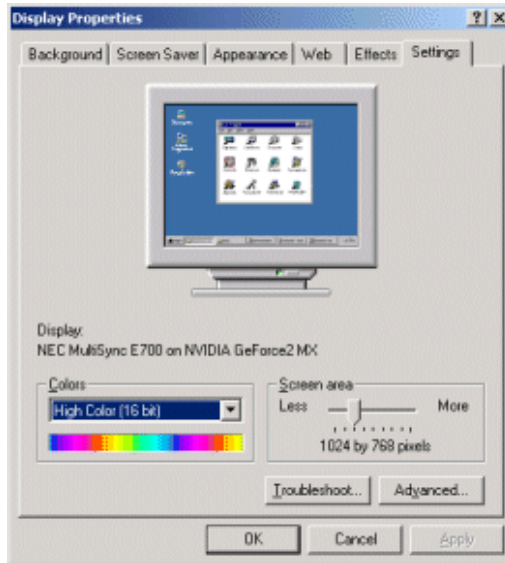 Display Properties
? X
Background Screen Saver Appearance Web Effects Settings
Display:
NEC MultiSync E700 on NVIDIA GeForce2 MX
Colors Screen area
High Color (16 bit) Less More
1024 by 768 pixels
Troubleshoot... Advanced...
OK Cancel Apply